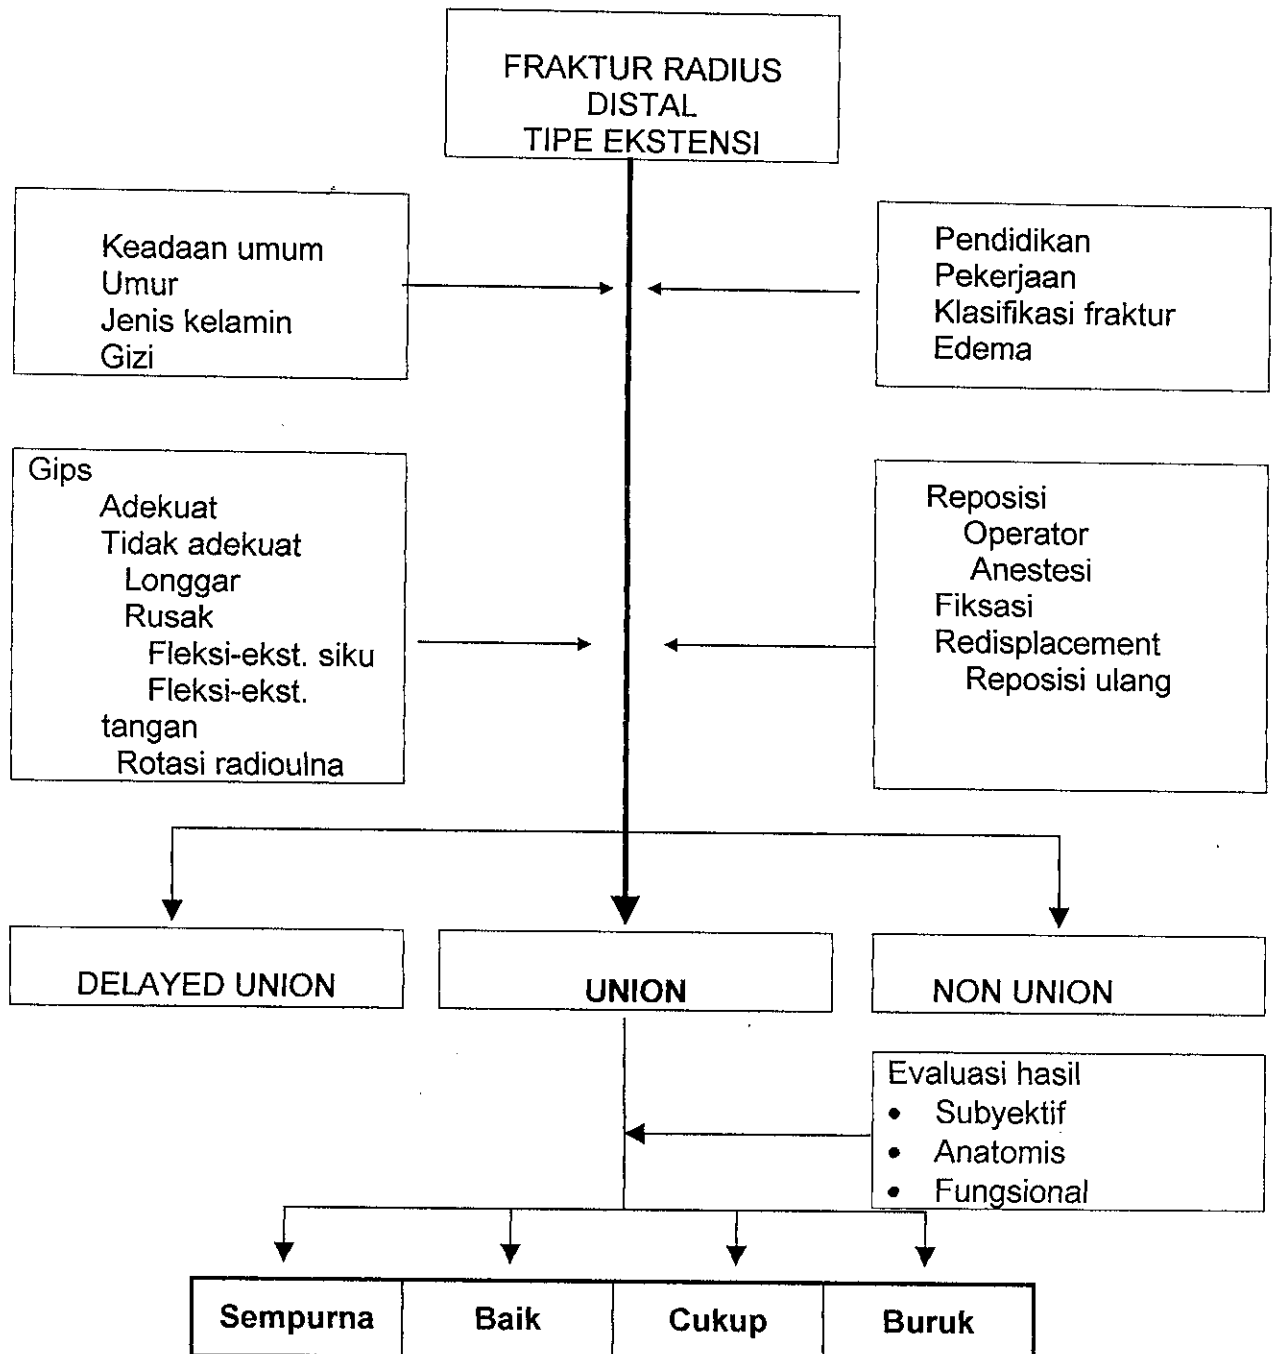 FRAKTUR RADIUS
DISTAL
TIPE EKSTENSI
Keadaan umum
Umur
Jenis kelamin
Gizi
Pendidikan
Pekerjaan
Klasifikasi fraktur
Edema
Gips
Adekuat
Tidak adekuat
Longgar
Rusak
Fleksi-ekst. siku
Fleksi-ekst.
tangan
Rotasi radioulna
Reposisi
Operator
Anestesi
Fiksasi
Redisplacement
Reposisi ulang
DELAYED UNION
UNION
NON UNION
Evaluasi hasil
• Subyektif
• Anatomis
• Fungsional
Sempurna
Baik
Cukup
Buruk